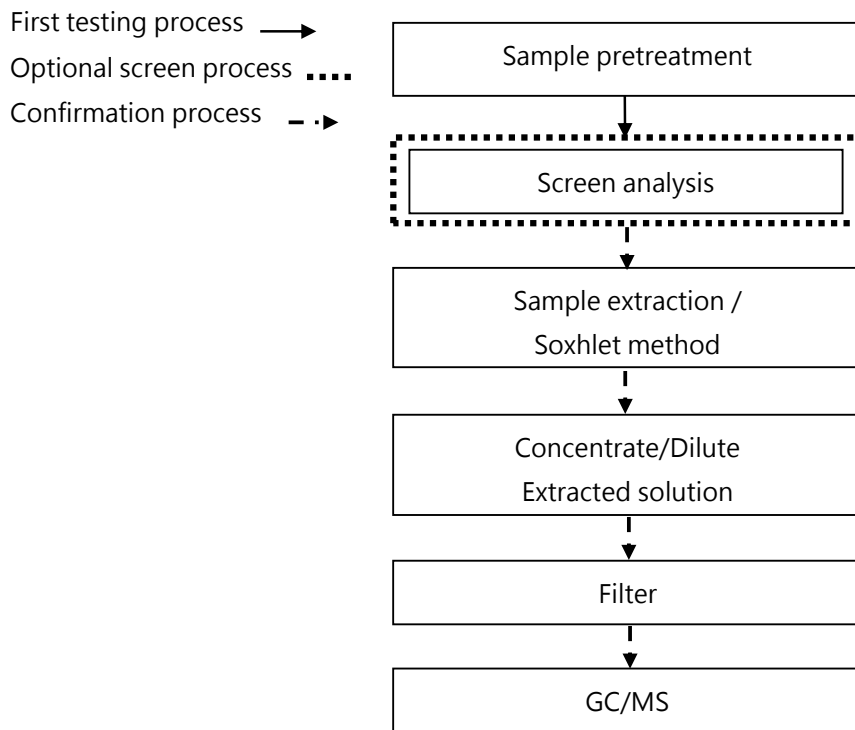 First testing process
Optional screen process
Confirmation process
Sample pretreatment
Screen analysis
Sample extraction /
Soxhlet method
Concentrate/Dilute
Extracted solution
Filter
GC/MS